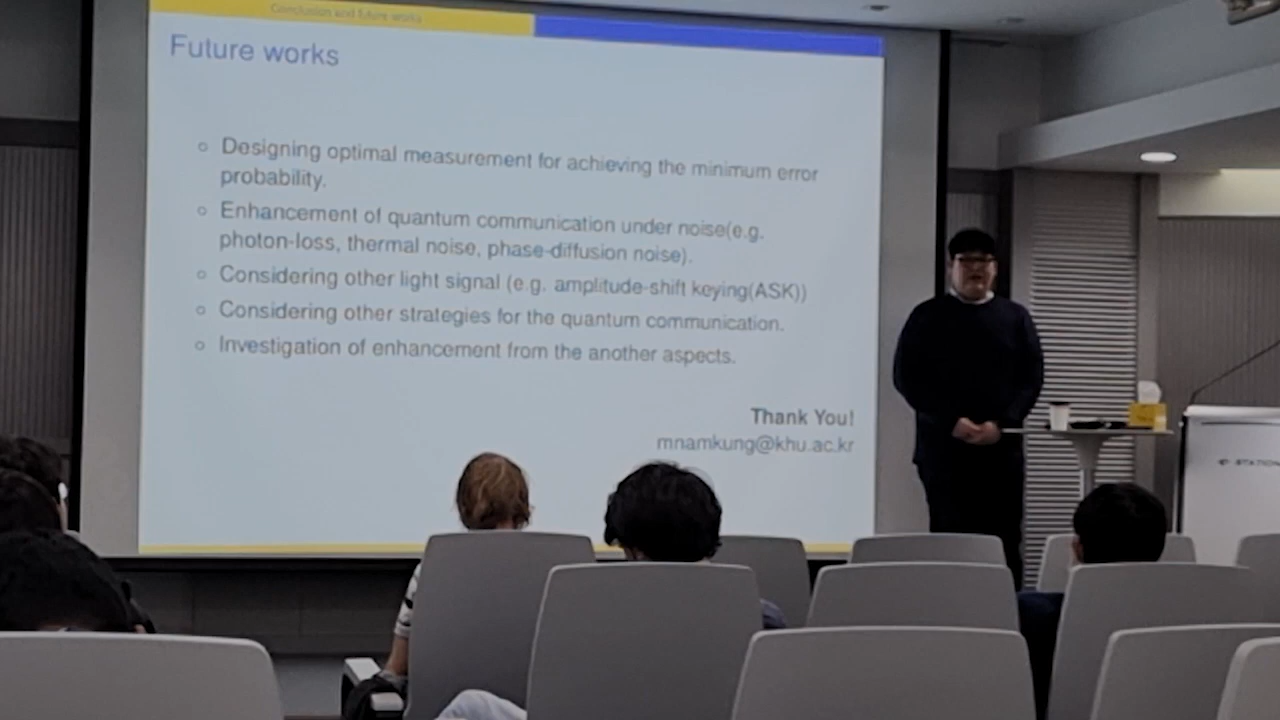 Conclusion and future works
Future works
Designing optimal measurement for achieving the minimum error
probability.
Enhancement of quantum communication under noise(e.g.
photon-loss, thermal noise, phase-diffusion noise).
Considering other light signal (e.g. amplitude-shift keying(ASK))
Considering other strategies for the quantum communication.
Investigation of enhancement from the another aspects.
Thank You!
mnamkung@khu.ac.kr